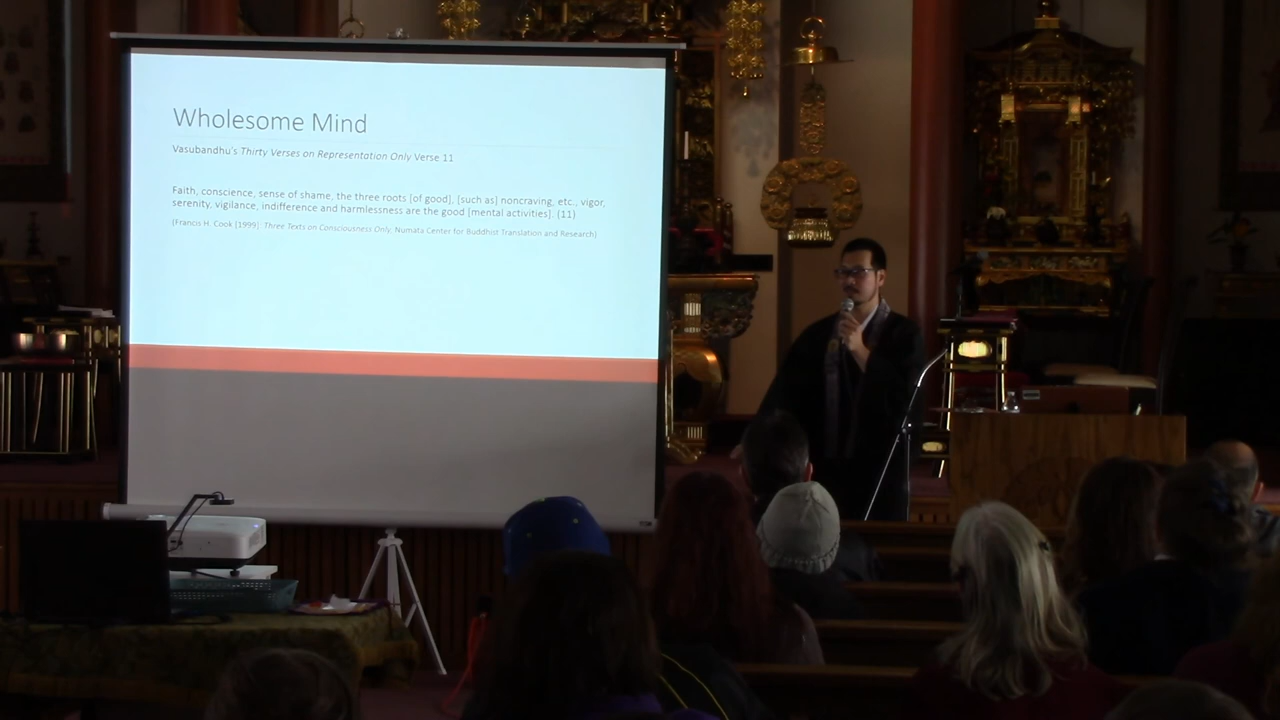 Wholesome Mind
Vasubandhu's Thirty Verses on Representation Only Verse 11
Faith, conscience, sense of shame, the three roots [of good], [such as] noncraving, etc., vigor,
serenity, vigilance, indifference and harmlessness are the good [mental activities]. (11)
(Francis H. Cook [1999]. Three Texts on Consciousness Only, Numata Center for Buddhist Translation and Research)